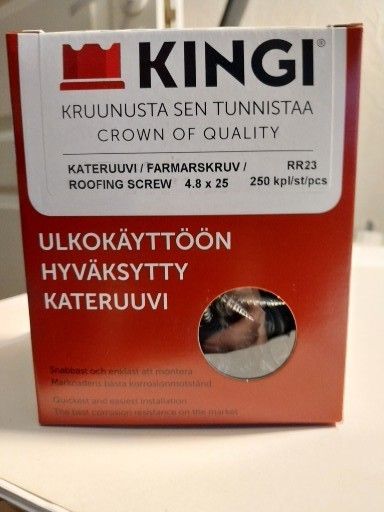 KINGI®
KRUUNUSTA SEN TUNNISTAA
CROWN OF QUALITY
KATERUUVI / FARMARSKRUV / RR23
ROOFING SCREW 4.8 x 25 250 kpl/st/pcs
ULKOKÄYTTÖÖN
HYVÄKSYTTY
KATERUUVI
Snabbast och enklast att montera
Marknadens bästa korrosionmotstånd
Quickest and easiest installation
The best corrosion resistance on the market